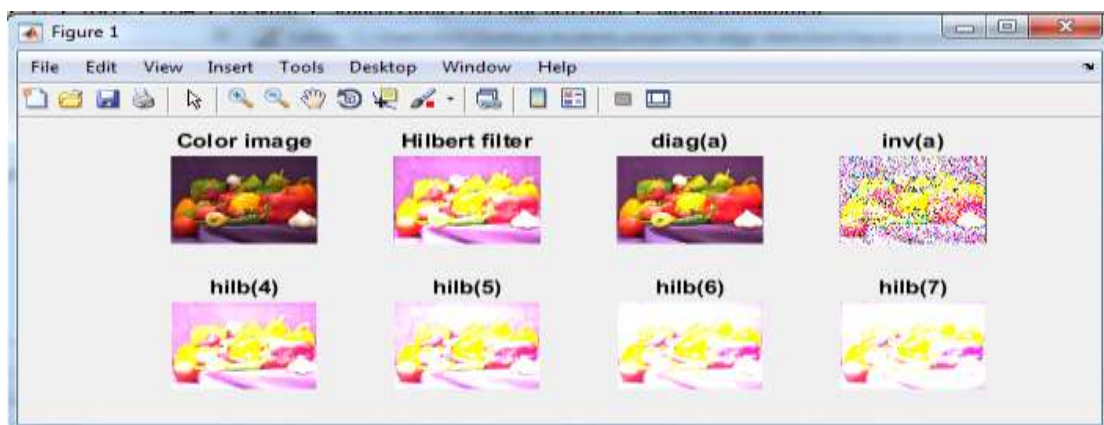 Figure 1
File Edit View Insert Tools Desktop Window Help
Color image Hilbert filter diag(a) inv(a)
hilb(4) hilb(5) hilb(6) hilb(7)